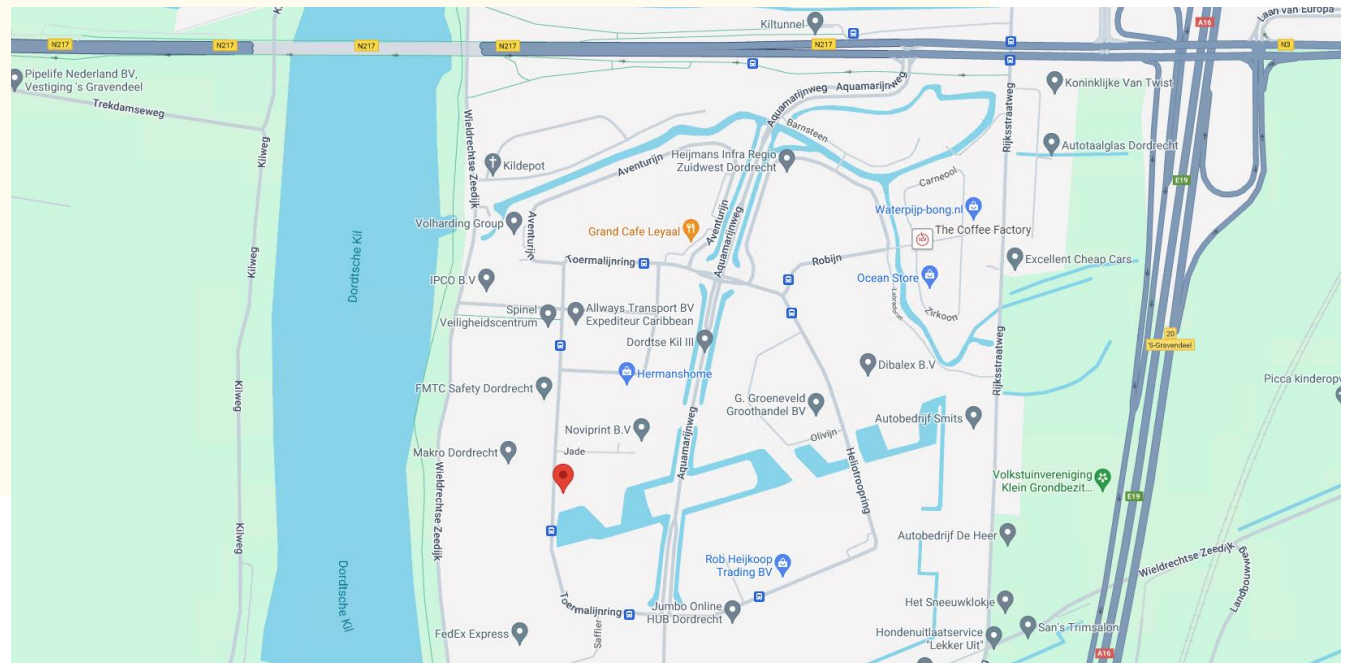 Kiltunnel
Laan van Europa
A16
N217
N217
N217
N217
N217
N3
Pipelife Nederland BV,
Vestiging 's Gravendeel
Trekdamseweg
Kilweg
Wieldrechtse Zeedijk
Aquamarijnweg
Aquamarijnweg
Koninklijke Van Twist
Barnsteen
Rijksstraatweg
Autotaalglas Dordrecht
Kildepot
Aventurijn
Heijmans Infra Regio
Zuidwest Dordrecht
Carneool
E19
Volharding Group
Aventurijn
Grand Cafe Leyaal
Aventurijn
Aquamarijnweg
Waterpijp-bong.nl
The Coffee Factory
Kilweg
Dordtsche Kil
Toermalijnring
Robijn
Excellent Cheap Cars
IPCO B.V
Ocean Store
Labradoriet
Zirkoon
Spinel
Veiligheidscentrum
Allways Transport BV
Expediteur Caribbean
Dordtse Kil III
20
'S-Gravendeel
Rijksstraatweg
Dibalex B.V
Hermanshome
FMTC Safety Dordrecht
Picca kinderopv
Kilweg
G. Groeneveld
Groothandel BV
Autobedrijf Smits
Noviprint B.V
Olivijn
Makro Dordrecht
Jade
Aquamarijnweg
Heliotroopring
Volkstuinvereniging
Klein Grondbezit...
E19
Wieldrechtse Zeedijk
Kilweg
Autobedrijf De Heer
Rob Heijkoop
Trading BV
Wieldrechtse Zeedijk
Landbouwweg
Dordtsche Kil
Toermalijnring
Jumbo Online
HUB Dordrecht
Het Sneeuwklokje
San's Trimsalon
FedEx Express
Saffier
Hondenuitlaatservice
"Lekker Uit"
A16